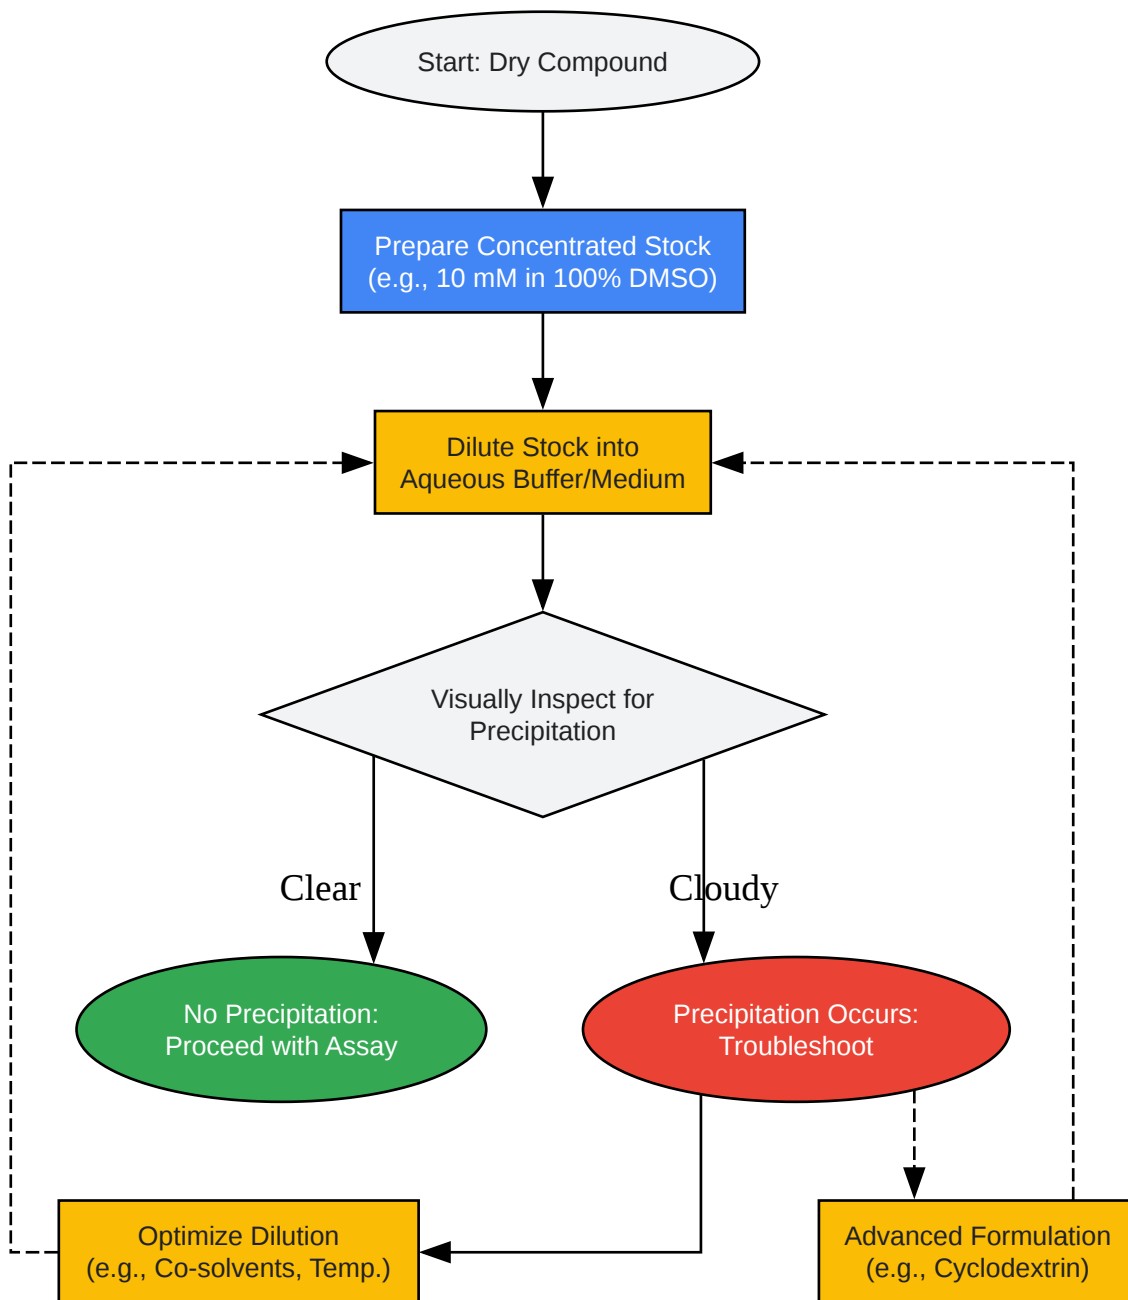 Start: Dry Compound
Prepare Concentrated Stock
(e.g., 10 mM in 100% DMSO)
Dilute Stock into
Aqueous Buffer/Medium
Visually Inspect for
Precipitation
Clear
Cloudy
No Precipitation:
Proceed with Assay
Precipitation Occurs:
Troubleshoot
Optimize Dilution
(e.g., Co-solvents, Temp.)
Advanced Formulation
(e.g., Cyclodextrin)